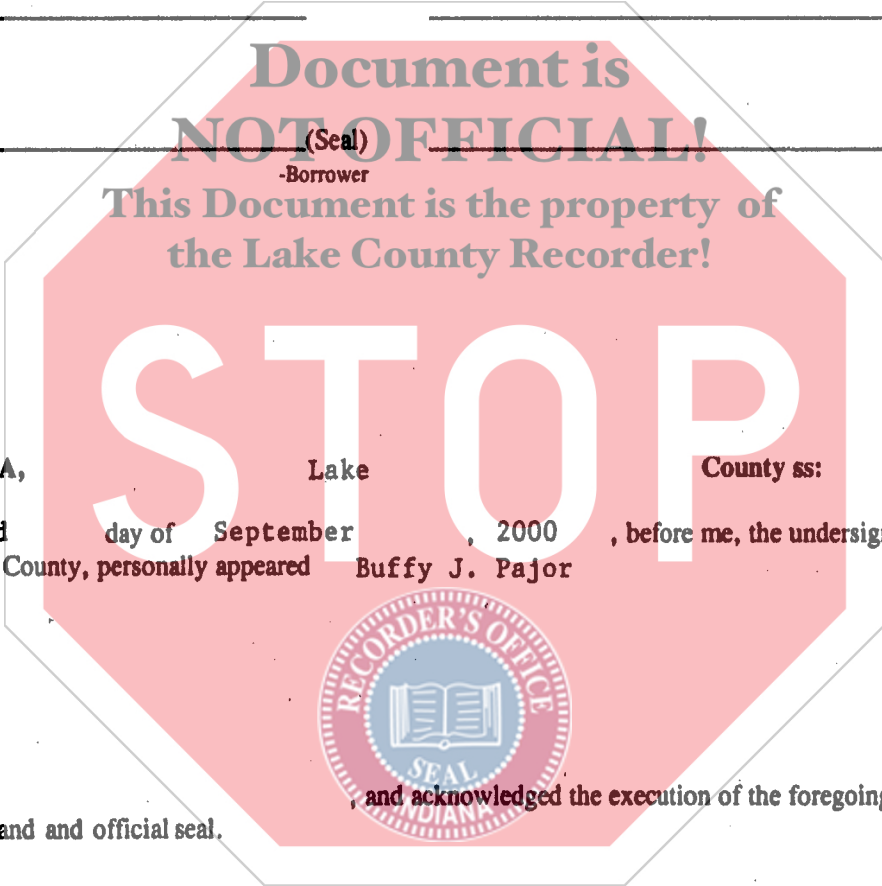 Document is
NOT OFFICIAL!
(Seal)
-Borrower
This Document is the property of
the Lake County Recorder!
STOP
A, Lake County ss:
day of September , 2000 , before me, the undersign
County, personally appeared Buffy J. Pajor
RECORDER'S OFFICE
SEAL
INDIANA
, and acknowledged the execution of the foregoing
and and official seal.